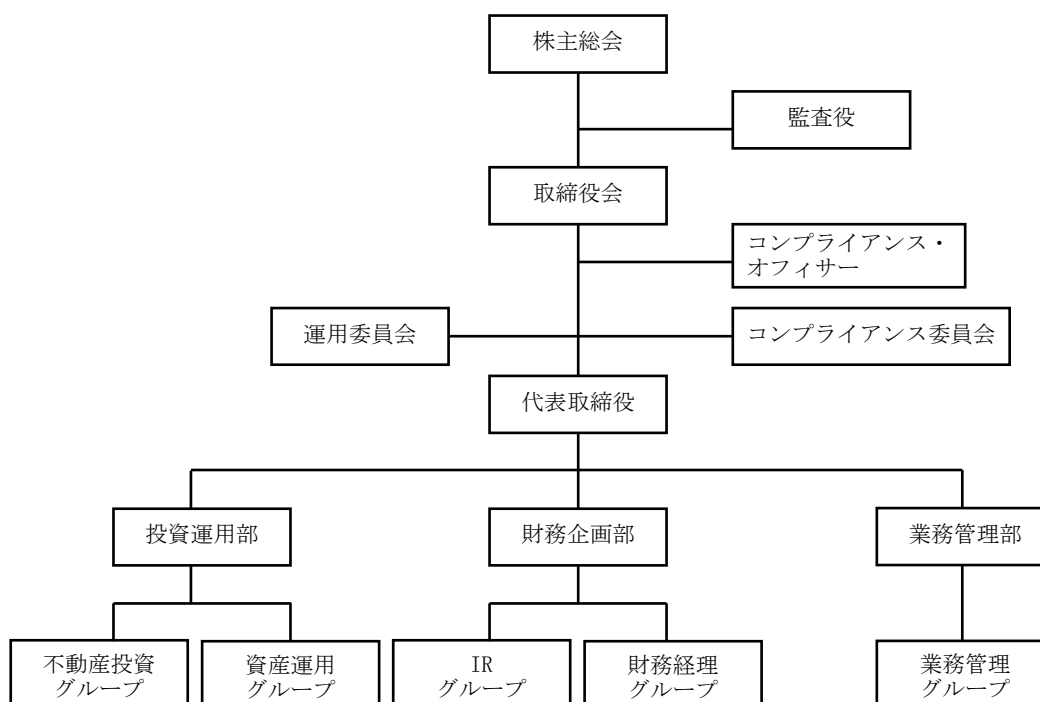 株主総会
監査役
取締役会
コンプライアンス・
オフィサー
運用委員会
コンプライアンス委員会
代表取締役
投資運用部
財務企画部
業務管理部
不動産投資
グループ
資産運用
グループ
IR
グループ
財務経理
グループ
業務管理
グループ